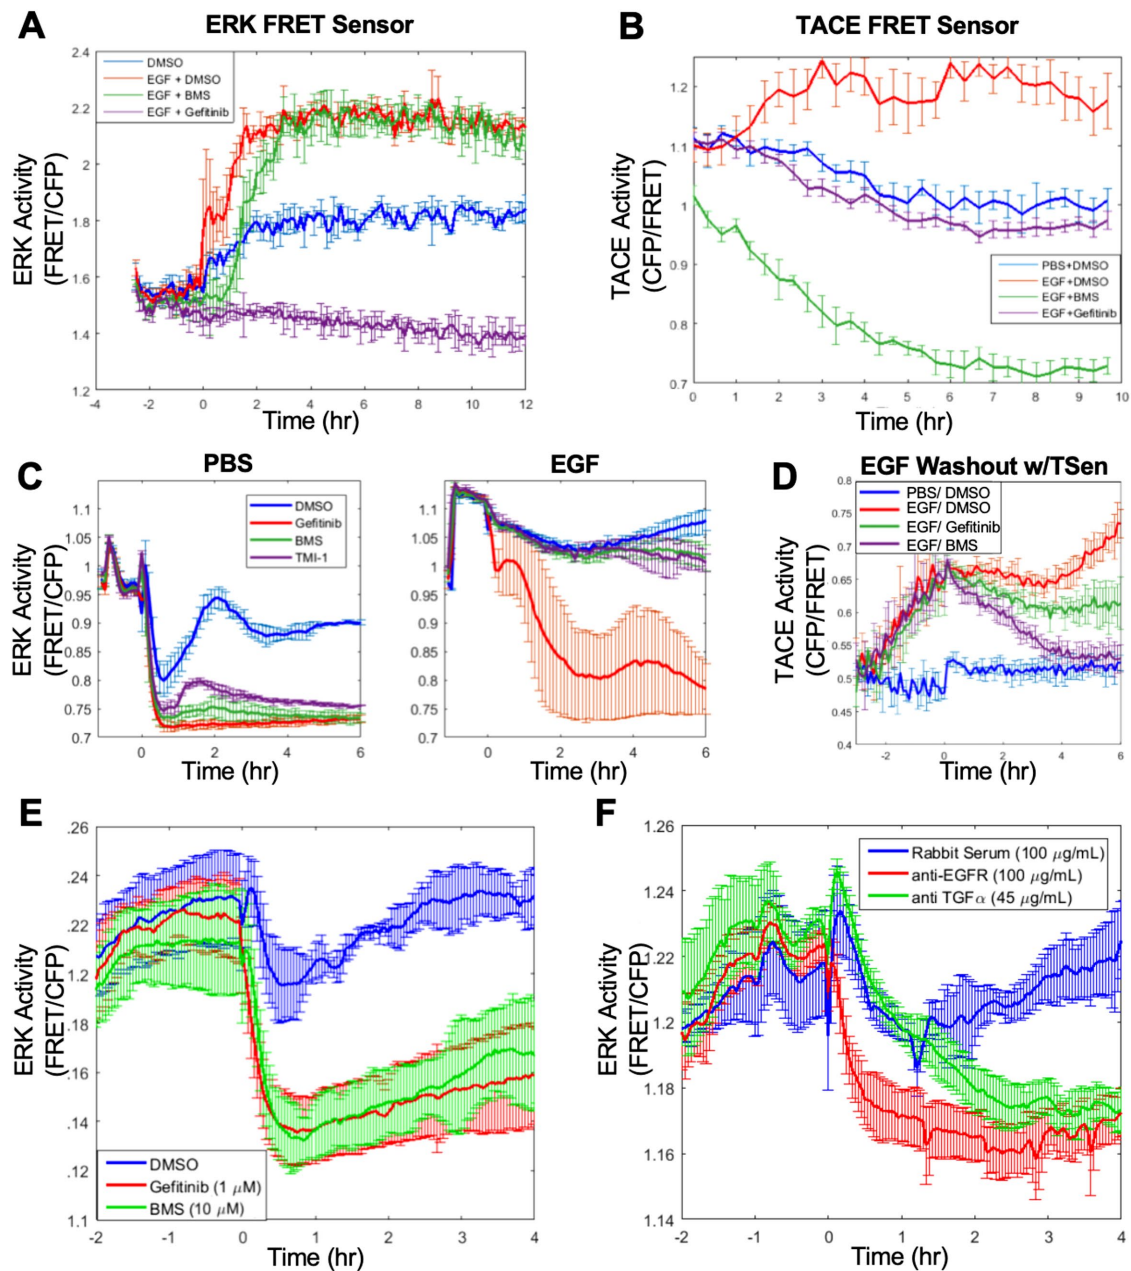 A
ERK FRET Sensor
DMSO
EGF + DMSO
EGF + BMS
EGF + Gefitinib
ERK Activity
(FRET/CFP)
2.4
2.2
2
1.8
1.6
1.4
1.2
-4 -2 0 2 4 6 8 10 12
Time (hr)
B
TACE FRET Sensor
TACE Activity
(CFP/FRET)
1.2
1.1
1
0.9
0.8
0.7
PBS+DMSO
EGF+DMSO
EGF+BMS
EGF+Gefitinib
0 1 2 3 4 5 6 7 8 9 10
Time (hr)
C
PBS
DMSO
Gefitinib
BMS
TMI-1
ERK Activity
(FRET/CFP)
1.1
1.05
1
0.95
0.9
0.85
0.8
0.75
0.7
0 2 4 6
Time (hr)
EGF
1.1
1.05
1
0.95
0.9
0.85
0.8
0.75
0.7
0 2 4 6
Time (hr)
D
EGF Washout w/TSen
PBS/ DMSO
EGF/ DMSO
EGF/ Gefitinib
EGF/ BMS
TACE Activity
(CFP/FRET)
0.8
0.75
0.7
0.65
0.6
0.55
0.5
0.45
0.4
-2 0 2 4 6
Time (hr)
E
ERK Activity
(FRET/CFP)
.26
.24
.22
.12
.18
.16
.14
.12
1.1
DMSO
Gefitinib (1 μM)
BMS (10 μM)
-2 -1 0 1 2 3 4
Time (hr)
F
Rabbit Serum (100 μg/mL)
anti-EGFR (100 μg/mL)
anti TGFα (45 μg/mL)
ERK Activity
(FRET/CFP)
1.26
1.24
1.22
1.2
1.18
1.16
1.14
-2 -1 0 1 2 3 4
Time (hr)